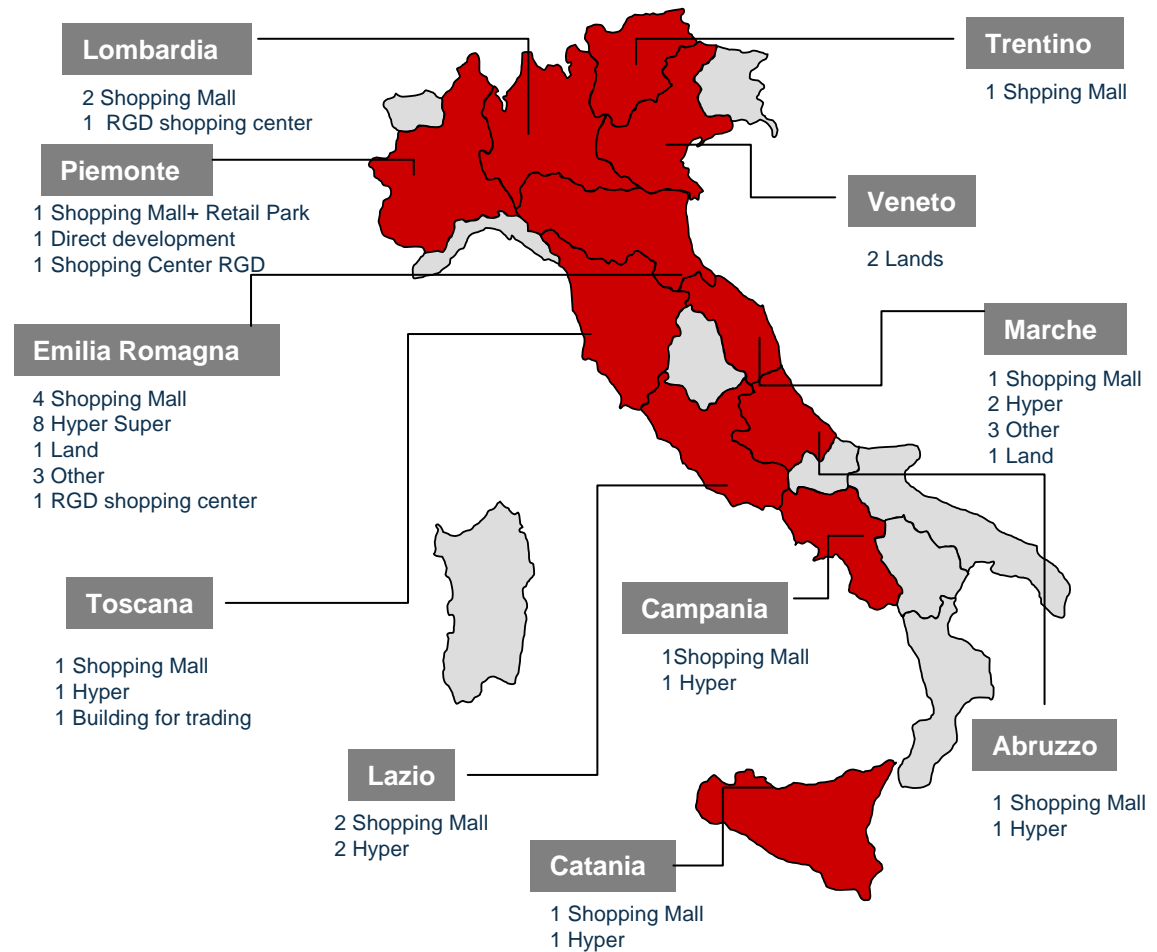 Lombardia
2 Shopping Mall
1 RGD shopping center
Trentino
1 Shpping Mall
Piemonte
1 Shopping Mall+ Retail Park
1 Direct development
1 Shopping Center RGD
Veneto
2 Lands
Emilia Romagna
4 Shopping Mall
8 Hyper Super
1 Land
3 Other
1 RGD shopping center
Marche
1 Shopping Mall
2 Hyper
3 Other
1 Land
Toscana
1 Shopping Mall
1 Hyper
1 Building for trading
Campania
1Shopping Mall
1 Hyper
Abruzzo
1 Shopping Mall
1 Hyper
Lazio
2 Shopping Mall
2 Hyper
Catania
1 Shopping Mall
1 Hyper